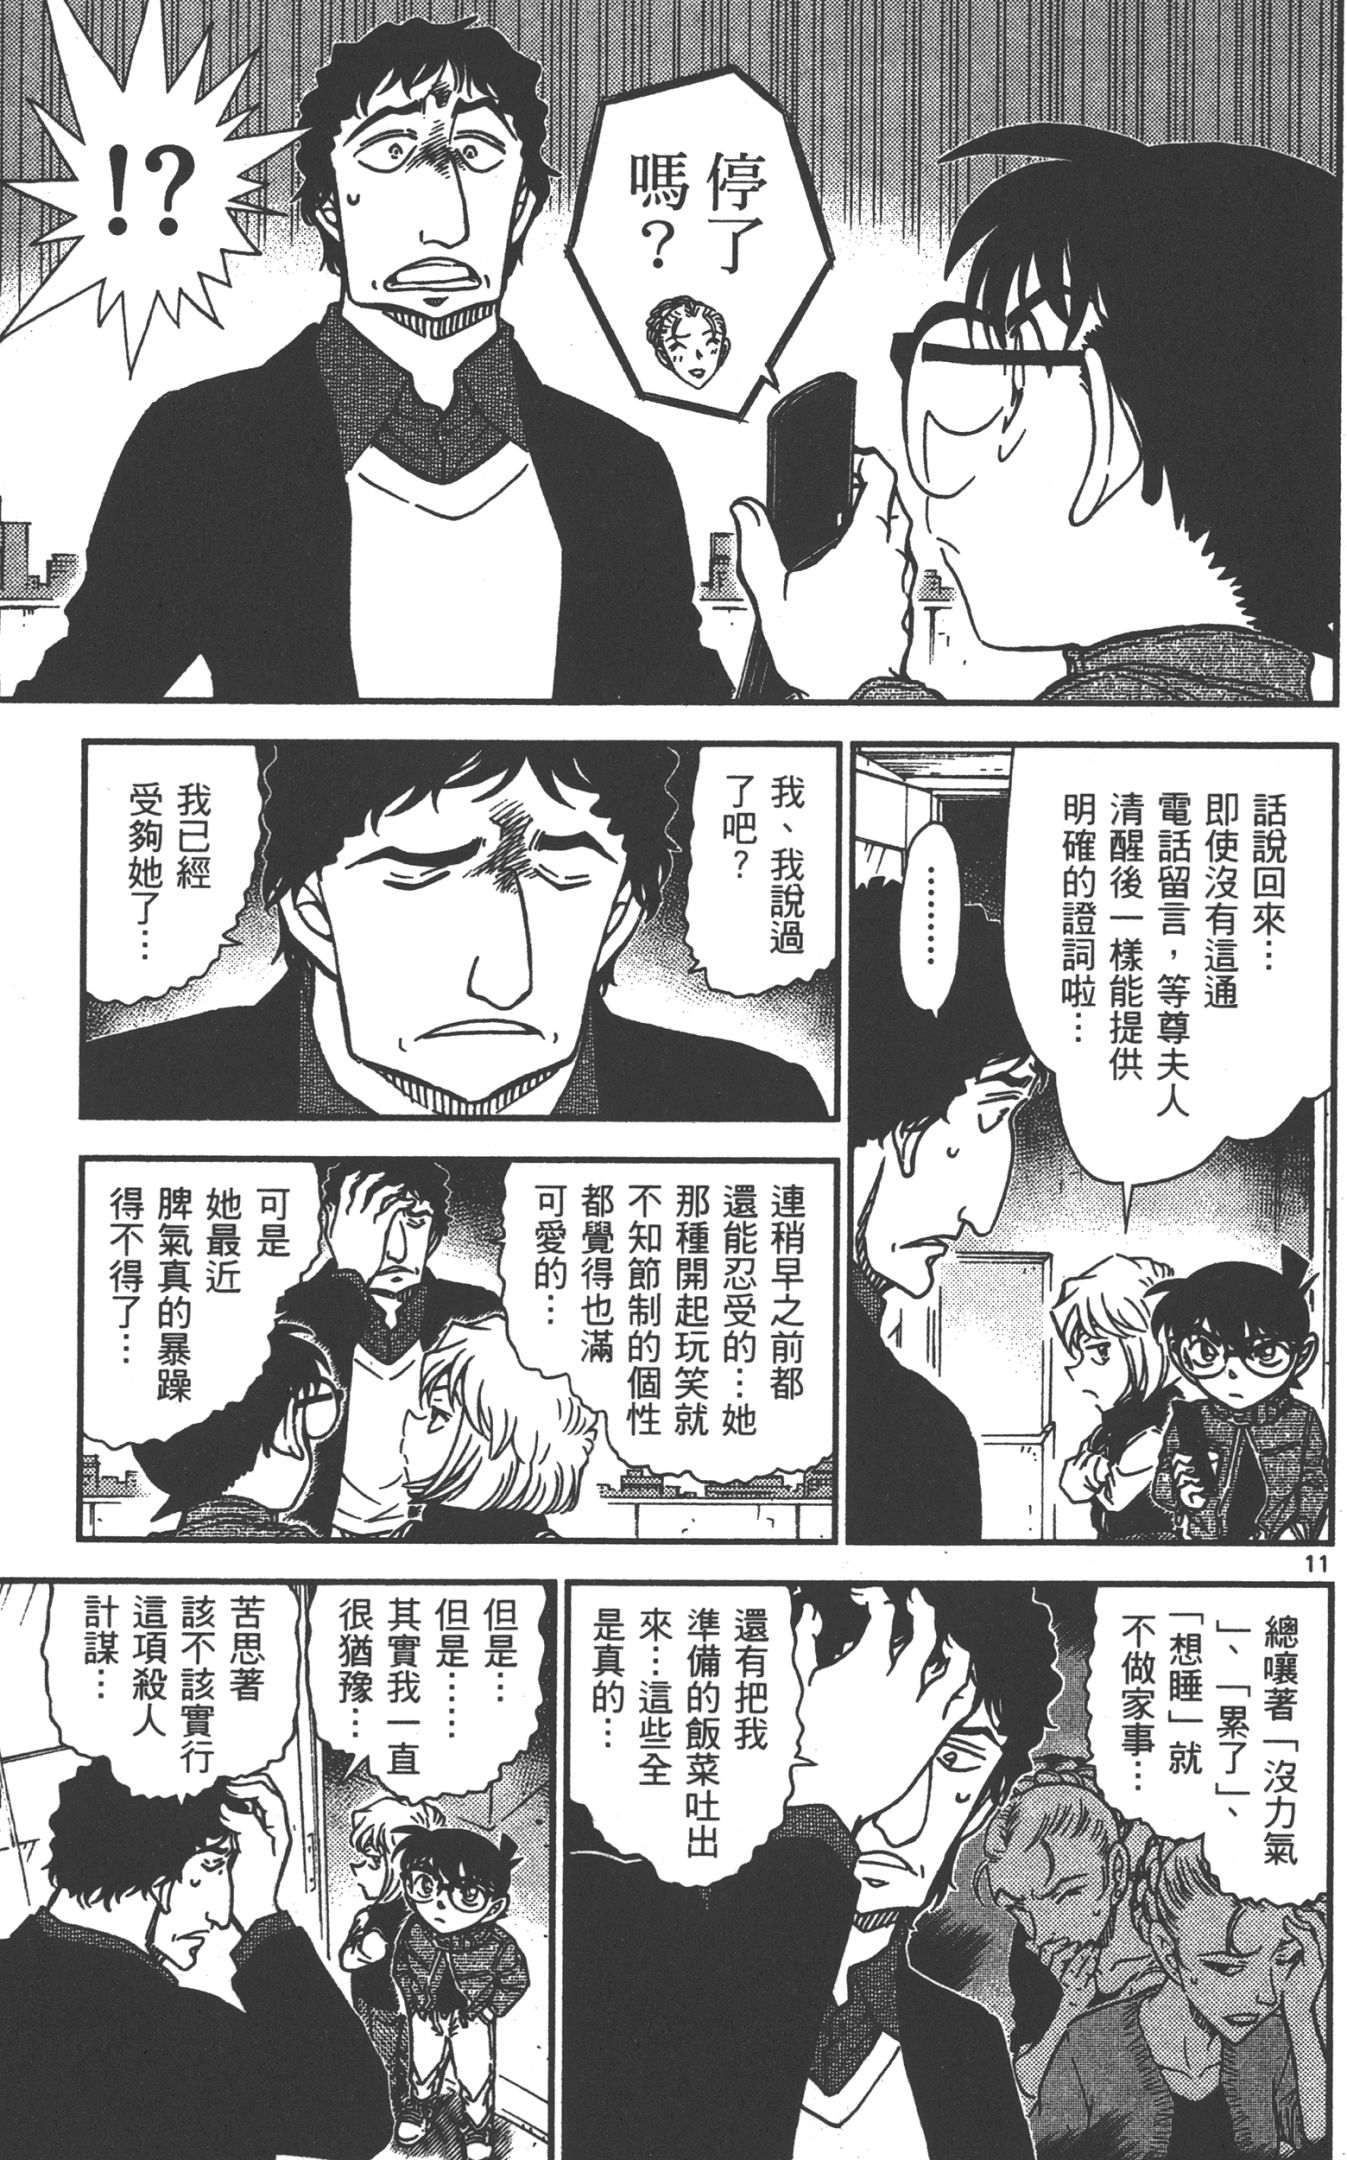 停了
嗎？
!?
話說回來…
即使沒有這通
電話留言，等尊夫人
清醒後一樣能提供
明確的證詞啦…
………
我、我說過
了吧？
我已經
受夠她了…
連稍早之前都
還能忍受的…她
那種開起玩笑就
不知節制的個性
都覺得也滿
可愛的…
可是
她最近
脾氣真的暴躁
得不得了…
11
總嚷著「沒力氣
」、「累了」、
「想睡」就
不做家事…
還有把我
準備的飯菜吐出
來…這些全
是真的…
但是…
但是……
其實我一直
很猶豫…
苦思著
該不該實行
這項殺人
計謀…